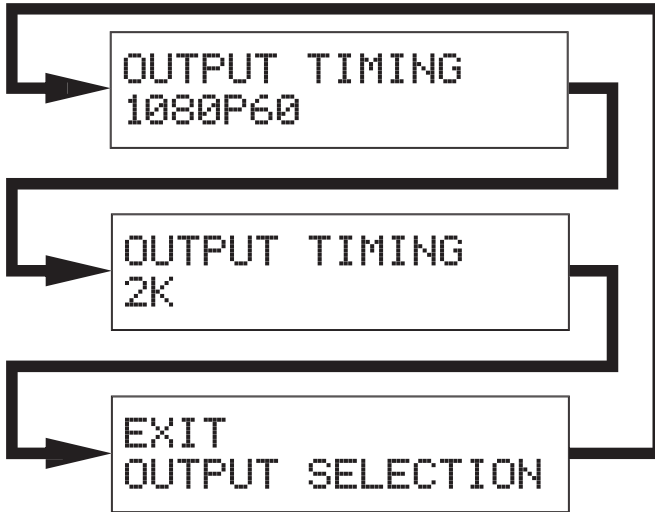 OUTPUT TIMING
1080P60
OUTPUT TIMING
2K
EXIT
OUTPUT SELECTION